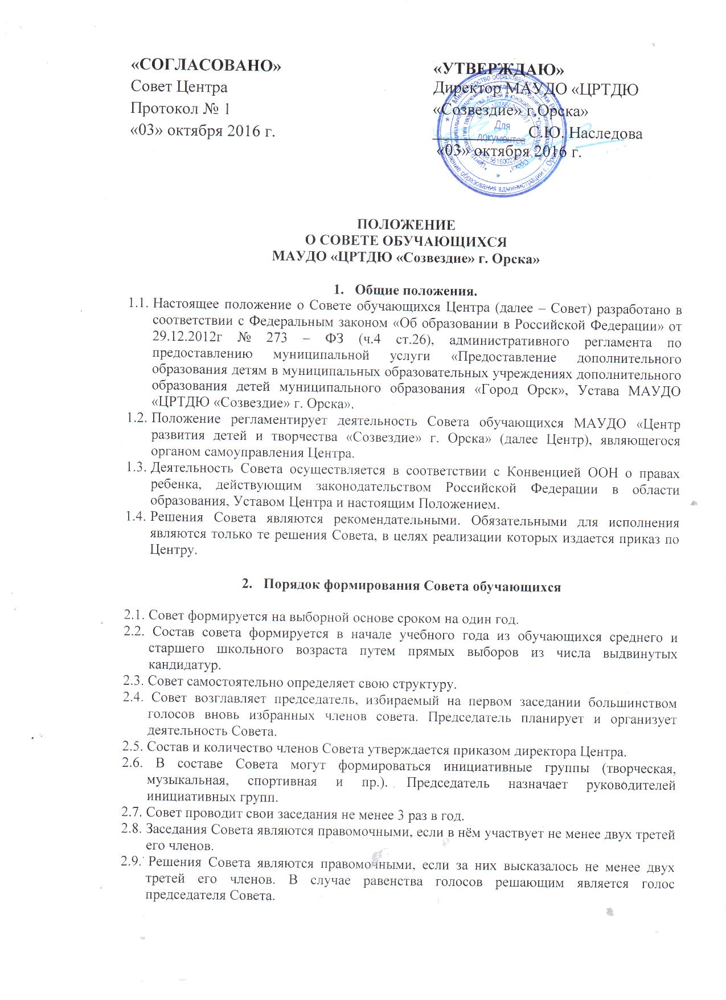 «СОГЛАСОВАНО»
Совет Центра
Протокол № 1
«03» октября 2016 г.
«УТВЕРЖДАЮ»
Директор МАУДО «ЦРТДЮ
«Созвездие» г.Орска»
С.Ю. Наследова
«03» октября 2016 г.
Для
документов
управление образования администрации г. Орска
ПОЛОЖЕНИЕ
О СОВЕТЕ ОБУЧАЮЩИХСЯ
МАУДО «ЦРТДЮ «Созвездие» г. Орска»
1. Общие положения.
1.1. Настоящее положение о Совете обучающихся Центра (далее – Совет) разработано в
соответствии с Федеральным законом «Об образовании в Российской Федерации» от
29.12.2012г № 273 – ФЗ (ч.4 ст.26), административного регламента по
предоставлению муниципальной услуги «Предоставление дополнительного
образования детям в муниципальных образовательных учреждениях дополнительного
образования детей муниципального образования «Город Орск», Устава МАУДО
«ЦРТДЮ «Созвездие» г. Орска».
1.2. Положение регламентирует деятельность Совета обучающихся МАУДО «Центр
развития детей и творчества «Созвездие» г. Орска» (далее Центр), являющегося
органом самоуправления Центра.
1.3. Деятельность Совета осуществляется в соответствии с Конвенцией ООН о правах
ребенка, действующим законодательством Российской Федерации в области
образования, Уставом Центра и настоящим Положением.
1.4. Решения Совета являются рекомендательными. Обязательными для исполнения
являются только те решения Совета, в целях реализации которых издается приказ по
Центру.
2. Порядок формирования Совета обучающихся
2.1. Совет формируется на выборной основе сроком на один год.
2.2. Состав совета формируется в начале учебного года из обучающихся среднего и
старшего школьного возраста путем прямых выборов из числа выдвинутых
кандидатур.
2.3. Совет самостоятельно определяет свою структуру.
2.4. Совет возглавляет председатель, избираемый на первом заседании большинством
голосов вновь избранных членов совета. Председатель планирует и организует
деятельность Совета.
2.5. Состав и количество членов Совета утверждается приказом директора Центра.
2.6. В составе Совета могут формироваться инициативные группы (творческая,
музыкальная, спортивная и пр.). Председатель назначает руководителей
инициативных групп.
2.7. Совет проводит свои заседания не менее 3 раз в год.
2.8. Заседания Совета являются правомочными, если в нём участвует не менее двух третей
его членов.
2.9. Решения Совета являются правомочными, если за них высказалось не менее двух
третей его членов. В случае равенства голосов решающим является голос
председателя Совета.